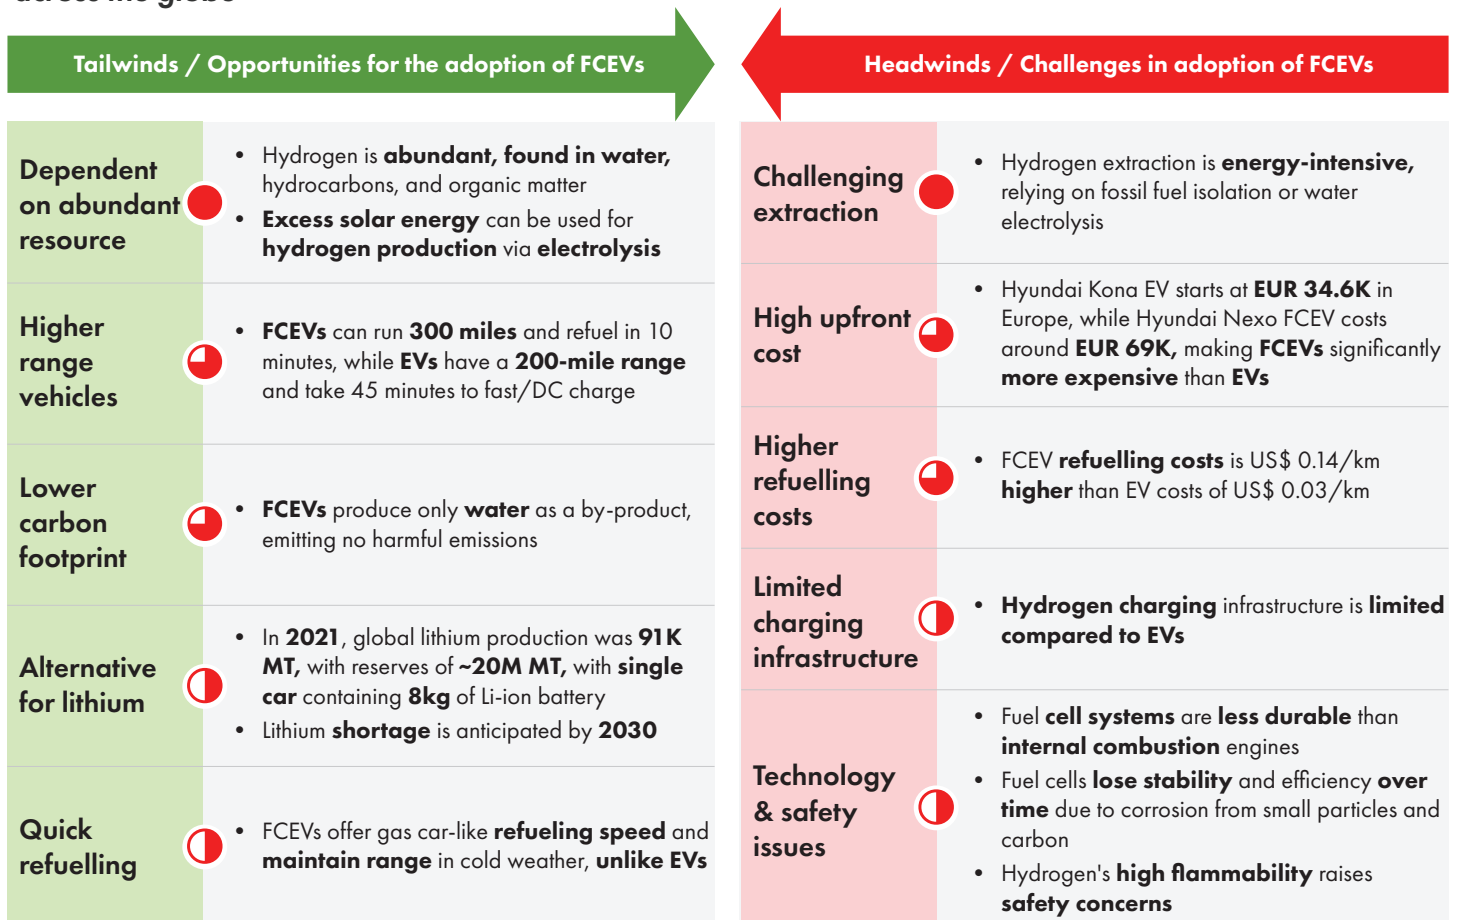 across the globe
Tailwinds / Opportunities for the adoption of FCEVs
Dependent
on abundant
resource
• Hydrogen is abundant, found in water,
hydrocarbons, and organic matter
• Excess solar energy can be used for
hydrogen production via electrolysis
Higher
range
vehicles
• FCEVs can run 300 miles and refuel in 10
minutes, while EVs have a 200-mile range
and take 45 minutes to fast/DC charge
Lower
carbon
footprint
• FCEVs produce only water as a by-product,
emitting no harmful emissions
Alternative
for lithium
• In 2021, global lithium production was 91K
MT, with reserves of ~20M MT, with single
car containing 8kg of Li-ion battery
• Lithium shortage is anticipated by 2030
Quick
refuelling
• FCEVs offer gas car-like refueling speed and
maintain range in cold weather, unlike EVs
Headwinds / Challenges in adoption of FCEVs
Challenging
extraction
• Hydrogen extraction is energy-intensive,
relying on fossil fuel isolation or water
electrolysis
High upfront
cost
• Hyundai Kona EV starts at EUR 34.6K in
Europe, while Hyundai Nexo FCEV costs
around EUR 69K, making FCEVs significantly
more expensive than EVs
Higher
refuelling
costs
• FCEV refuelling costs is US$ 0.14/km
higher than EV costs of US$ 0.03/km
Limited
charging
infrastructure
• Hydrogen charging infrastructure is limited
compared to EVs
Technology
& safety
issues
• Fuel cell systems are less durable than
internal combustion engines
• Fuel cells lose stability and efficiency over
time due to corrosion from small particles and
carbon
• Hydrogen's high flammability raises
safety concerns